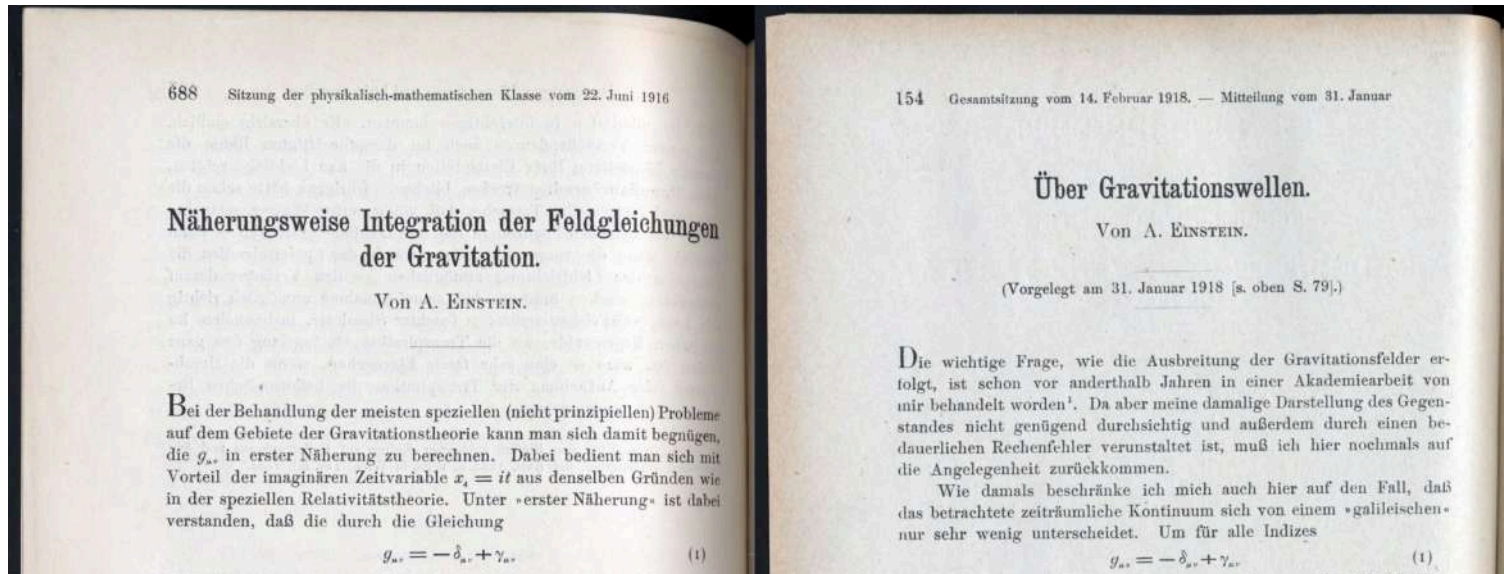 688 Sitzung der physikalisch-mathematischen Klasse vom 22. Juni 1916
Näherungsweise Integration der Feldgleichungen
der Gravitation.
Von A. Einstein.
Bei der Behandlung der meisten speziellen (nicht prinzipiellen) Probleme
auf dem Gebiete der Gravitationstheorie kann man sich damit begnügen,
die gμν in erster Näherung zu berechnen. Dabei bedient man sich mit
Vorteil der imaginären Zeitvariable x₄ = it aus denselben Gründen wie
in der speziellen Relativitätstheorie. Unter »erster Näherung« ist dabei
verstanden, daß die durch die Gleichung
gμν = — δμν + γμν (1)
154 Gesamtsitzung vom 14. Februar 1918. — Mitteilung vom 31. Januar
Über Gravitationswellen.
Von A. Einstein.
(Vorgelegt am 31. Januar 1918 [s. oben S. 79].)
Die wichtige Frage, wie die Ausbreitung der Gravitationsfelder er-
folgt, ist schon vor anderthalb Jahren in einer Akademiearbeit von
mir behandelt worden¹. Da aber meine damalige Darstellung des Gegen-
standes nicht genügend durchsichtig und außerdem durch einen be-
dauerlichen Rechenfehler verunstaltet ist, muß ich hier nochmals auf
die Angelegenheit zurückkommen.
Wie damals beschränke ich mich auch hier auf den Fall, daß
das betrachtete zeiträumliche Kontinuum sich von einem »galileischen«
nur sehr wenig unterscheidet. Um für alle Indizes
gμν = — δμν + γμν (1)